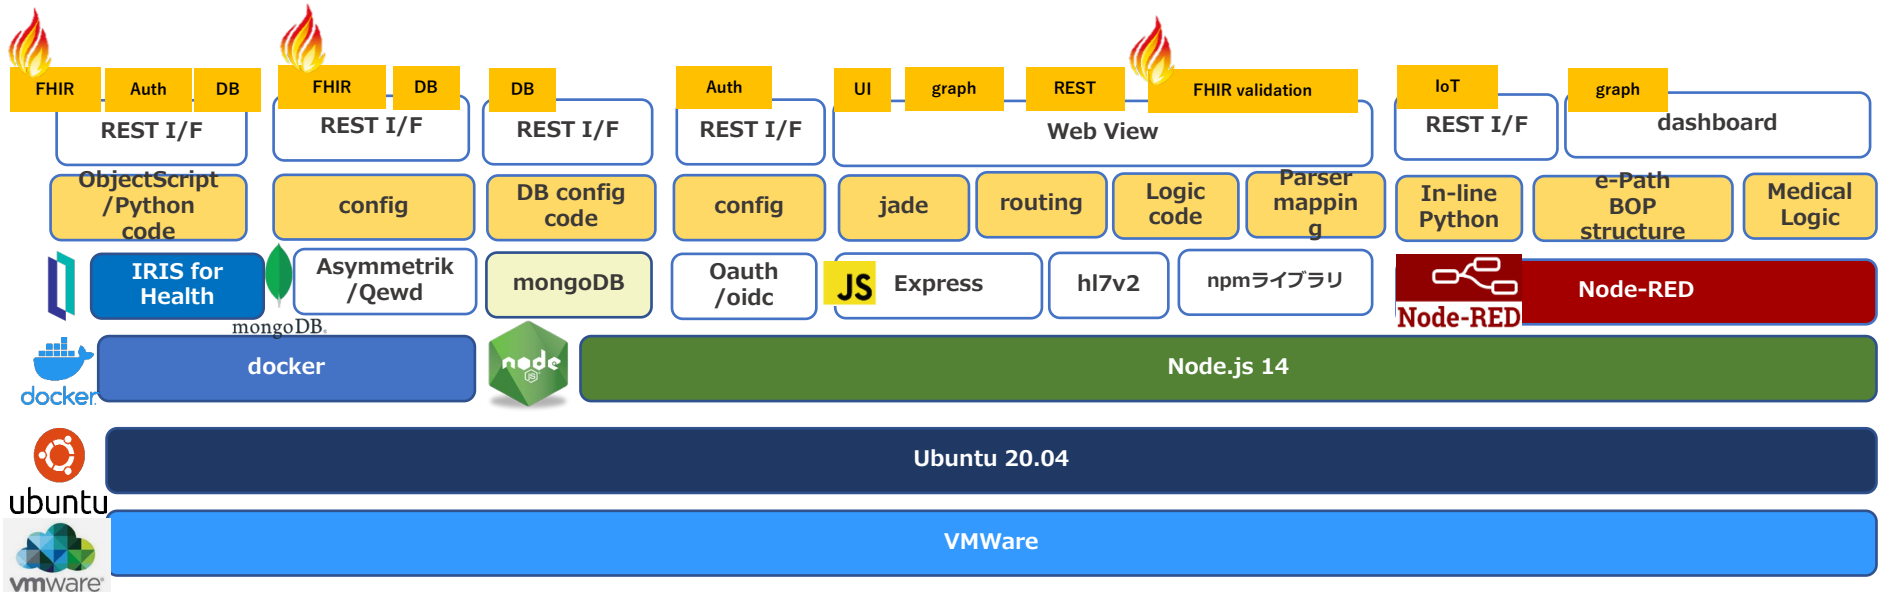 FHIR
Auth
DB
FHIR
DB
DB
Auth
UI
graph
REST
FHIR validation
IoT
graph
REST I/F
REST I/F
REST I/F
REST I/F
Web View
REST I/F
dashboard
ObjectScript
/Python
code
config
DB config
code
config
jade
routing
Logic
code
Parser
mappin
g
In-line
Python
e-Path
BOP
structure
Medical
Logic
IRIS for
Health
mongoDB.
Asymmetrik
/Qewd
mongoDB
Oauth
/oidc
JS
Express
hl7v2
npmライブラリ
Node-RED
Node-RED
docker
docker
node
JS
Node.js 14
ubuntu
Ubuntu 20.04
vmware
VMWare